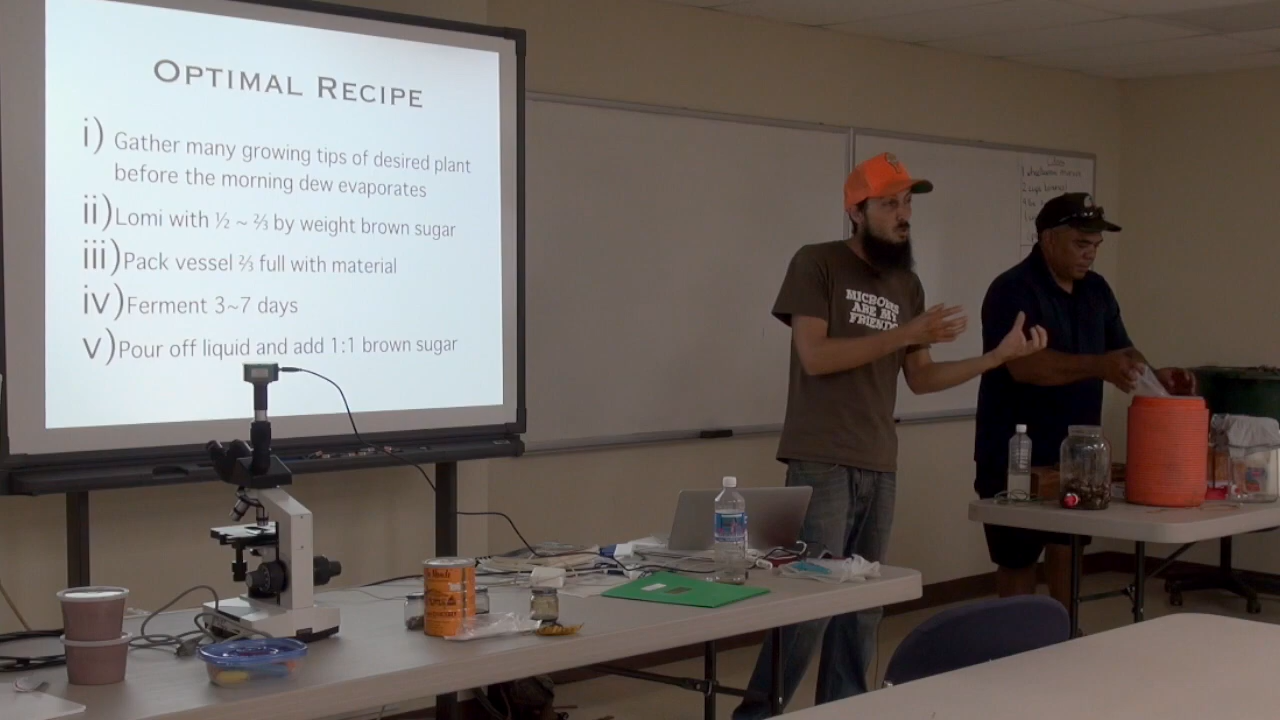 OPTIMAL RECIPE
i) Gather many growing tips of desired plant
before the morning dew evaporates
ii) Lomi with ½ ~ ⅔ by weight brown sugar
iii) Pack vessel ⅔ full with material
iv) Ferment 3~7 days
v) Pour off liquid and add 1:1 brown sugar
MICROBES
ARE MY
FRIENDS